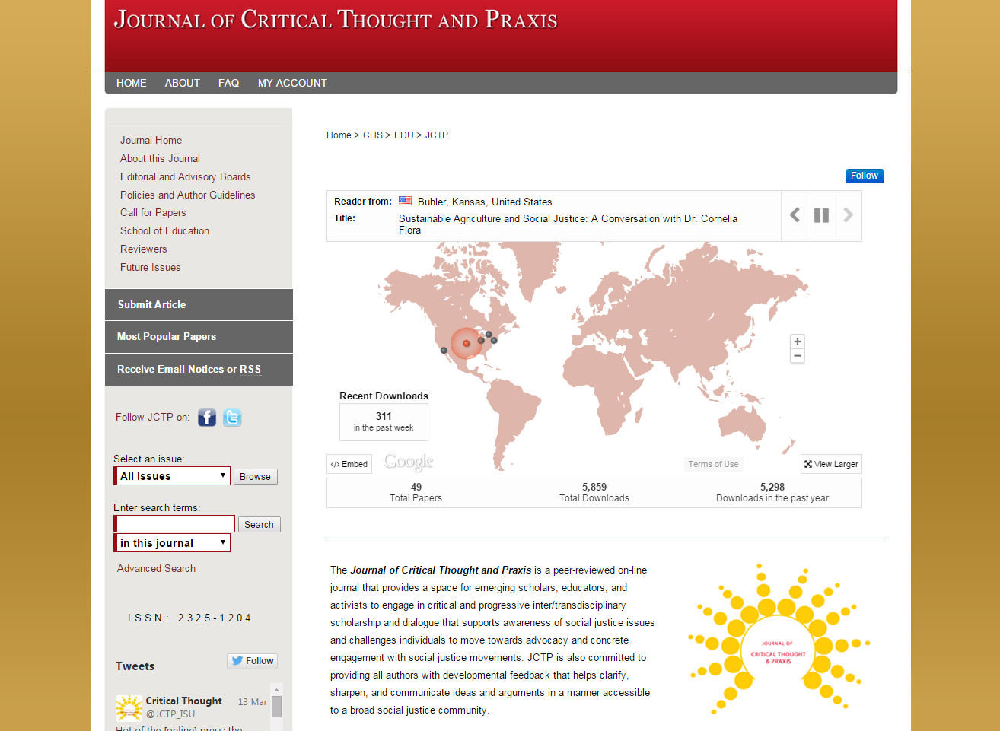 Journal of Critical Thought and Praxis
HOME ABOUT FAQ MY ACCOUNT
Journal Home
About this Journal
Editorial and Advisory Boards
Policies and Author Guidelines
Call for Papers
School of Education
Reviewers
Future Issues
Submit Article
Most Popular Papers
Receive Email Notices or RSS
Follow JCTP on:
Select an issue:
All Issues
Browse
Enter search terms:
Search
in this journal
Advanced Search
ISSN: 2325-1204
Tweets
Follow
Critical Thought 13 Mar
@JCTP_ISU
Hot of the [online] press: the
Home > CHS > EDU > JCTP
Follow
Reader from: Buhler, Kansas, United States
Title: Sustainable Agriculture and Social Justice: A Conversation with Dr. Cornelia
Flora
+
−
Recent Downloads
311
in the past week
</> Embed
Google
Terms of Use
View Larger
49 5,859 5,298
Total Papers Total Downloads Downloads in the past year
The Journal of Critical Thought and Praxis is a peer-reviewed on-line
journal that provides a space for emerging scholars, educators, and
activists to engage in critical and progressive inter/transdisciplinary
scholarship and dialogue that supports awareness of social justice issues
and challenges individuals to move towards advocacy and concrete
engagement with social justice movements. JCTP is also committed to
providing all authors with developmental feedback that helps clarify,
sharpen, and communicate ideas and arguments in a manner accessible
to a broad social justice community.
JOURNAL OF
CRITICAL THOUGHT
& PRAXIS